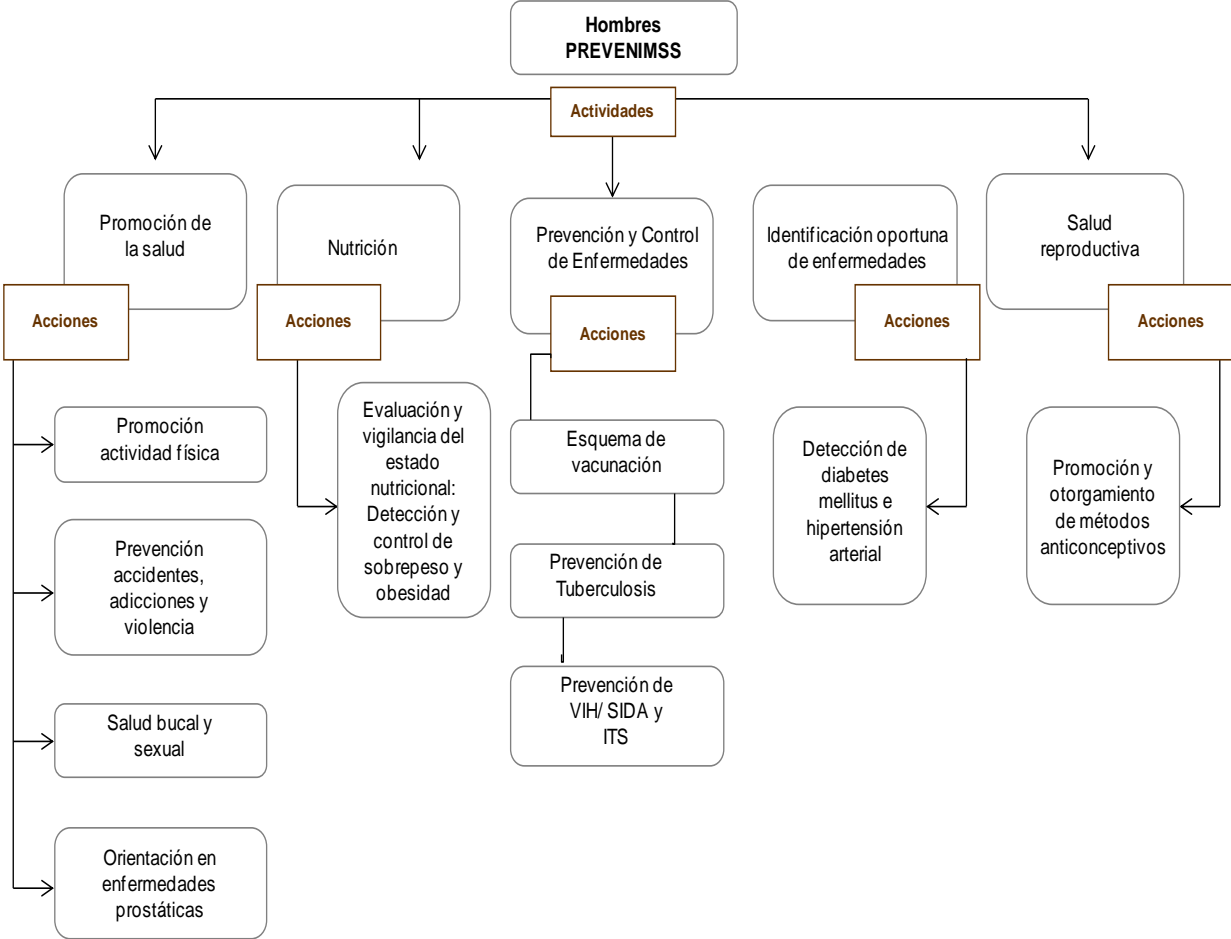 Hombres
PREVENIMSS
Actividades
Promoción de
la salud
Acciones
Nutrición
Acciones
Prevención y Control
de Enfermedades
Acciones
Identificación oportuna
de enfermedades
Acciones
Salud
reproductiva
Acciones
Promoción
actividad física
Prevención
accidentes,
adicciones y
violencia
Salud bucal y
sexual
Orientación en
enfermedades
prostáticas
Evaluación y
vigilancia del
estado
nutricional:
Detección y
control de
sobrepeso y
obesidad
Esquema de
vacunación
Prevención de
Tuberculosis
Prevención de
VIH/ SIDA y
ITS
Detección de
diabetes
mellitus e
hipertensión
arterial
Promoción y
otorgamiento
de métodos
anticonceptivos